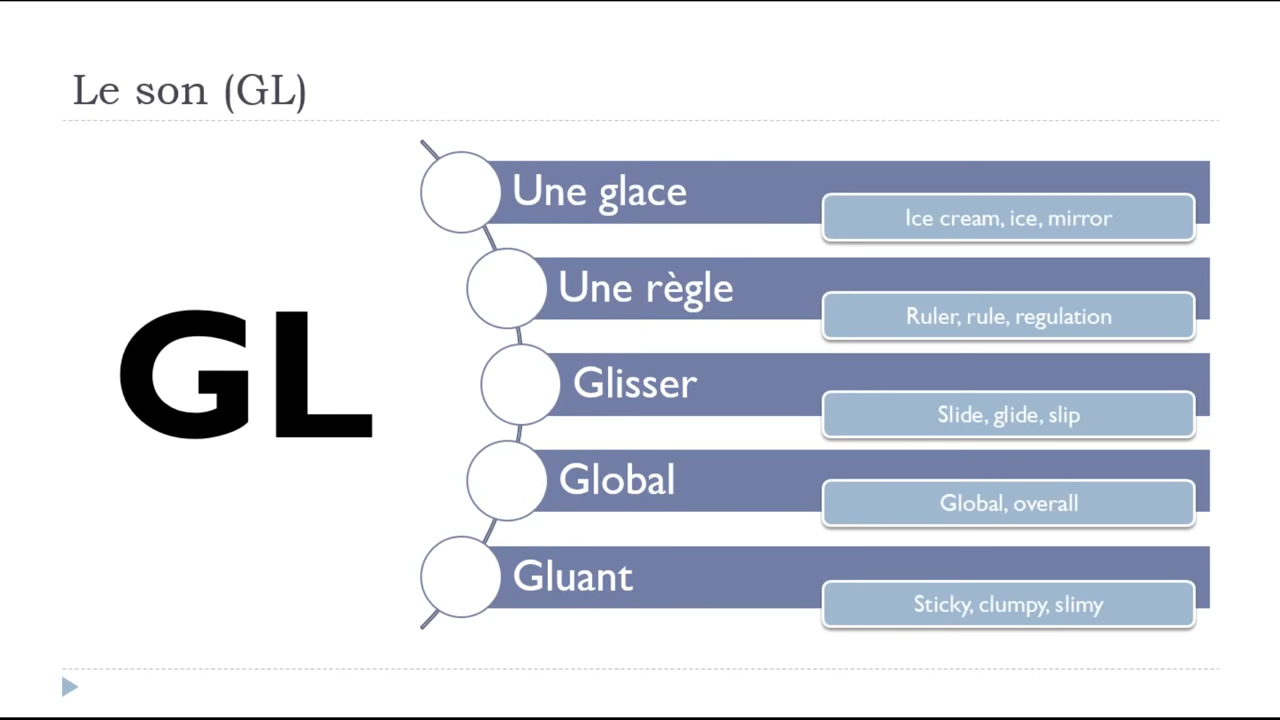 Le son (GL)
GL
Une glace
Ice cream, ice, mirror
Une règle
Ruler, rule, regulation
Glisser
Slide, glide, slip
Global
Global, overall
Gluant
Sticky, clumpy, slimy